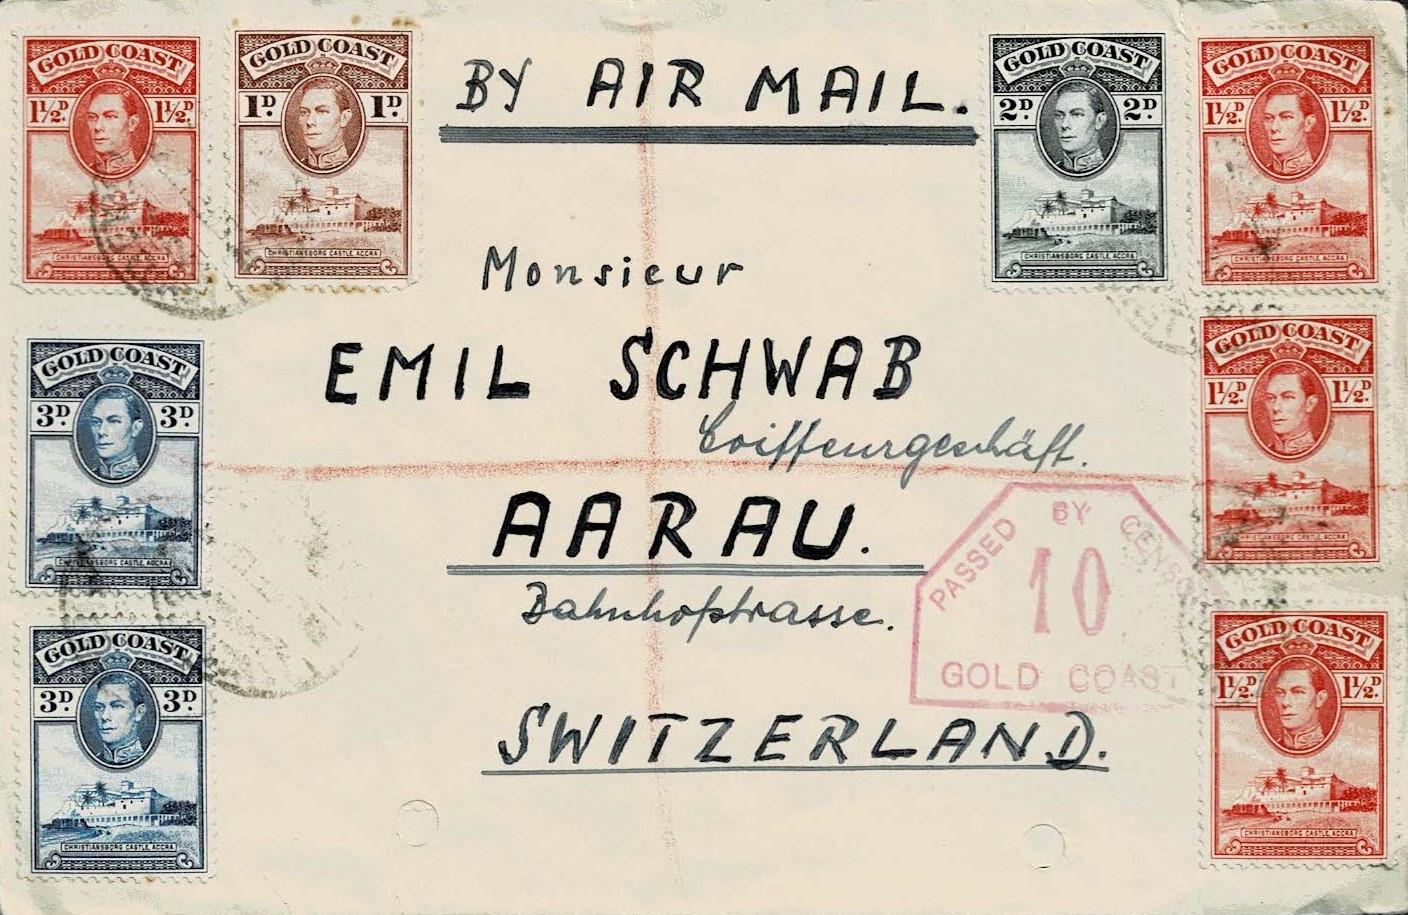 GOLD COAST
1½D. 1½D.
CHRISTIANSBORG CASTLE, ACCRA
GOLD COAST
1D. 1D.
CHRISTIANSBORG CASTLE, ACCRA
BY AIR MAIL.
GOLD COAST
2D. 2D.
CHRISTIANSBORG CASTLE, ACCRA
GOLD COAST
1½D. 1½D.
CHRISTIANSBORG CASTLE, ACCRA
Monsieur
EMIL SCHWAB
Coiffeurgeschäft.
AARAU.
Bahnhofstrasse.
SWITZERLAND.
GOLD COAST
3D. 3D.
CHRISTIANSBORG CASTLE, ACCRA
GOLD COAST
3D. 3D.
CHRISTIANSBORG CASTLE, ACCRA
PASSED BY CENSOR
10
GOLD COAST
GOLD COAST
1½D. 1½D.
GOLD COAST
1½D. 1½D.
CHRISTIANSBORG CASTLE, ACCRA